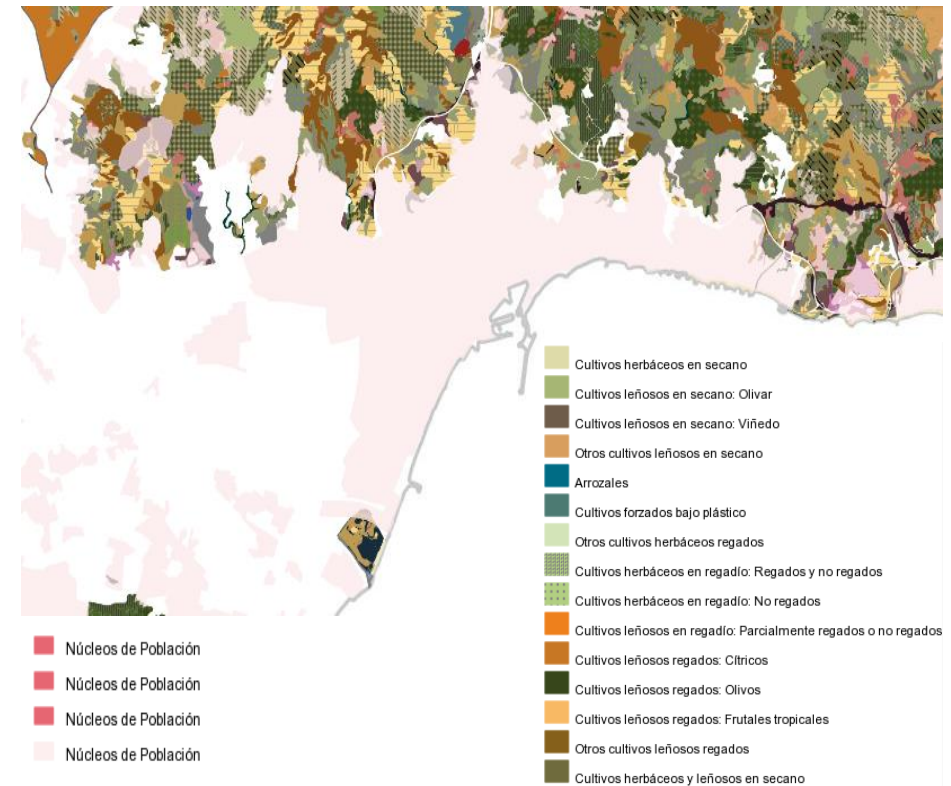 Cultivos herbáceos en secano
Cultivos leñosos en secano: Olivar
Cultivos leñosos en secano: Viñedo
Otros cultivos leñosos en secano
Arrozales
Cultivos forzados bajo plástico
Otros cultivos herbáceos regados
Cultivos herbáceos en regadío: Regados y no regados
Cultivos herbáceos en regadío: No regados
Cultivos leñosos en regadío: Parcialmente regados o no regados
Cultivos leñosos regados: Cítricos
Cultivos leñosos regados: Olivos
Cultivos leñosos regados: Frutales tropicales
Otros cultivos leñosos regados
Cultivos herbáceos y leñosos en secano
Núcleos de Población
Núcleos de Población
Núcleos de Población
Núcleos de Población